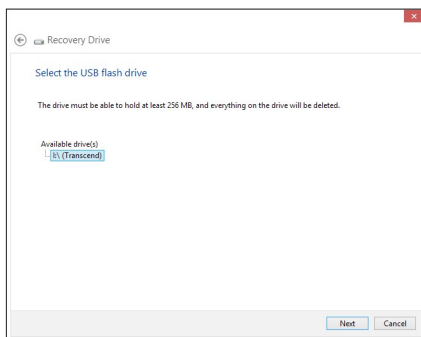 Recovery Drive
Select the USB flash drive
The drive must be able to hold at least 256 MB, and everything on the drive will be deleted.
Available drive(s)
I:\ (Transcend)
Next Cancel